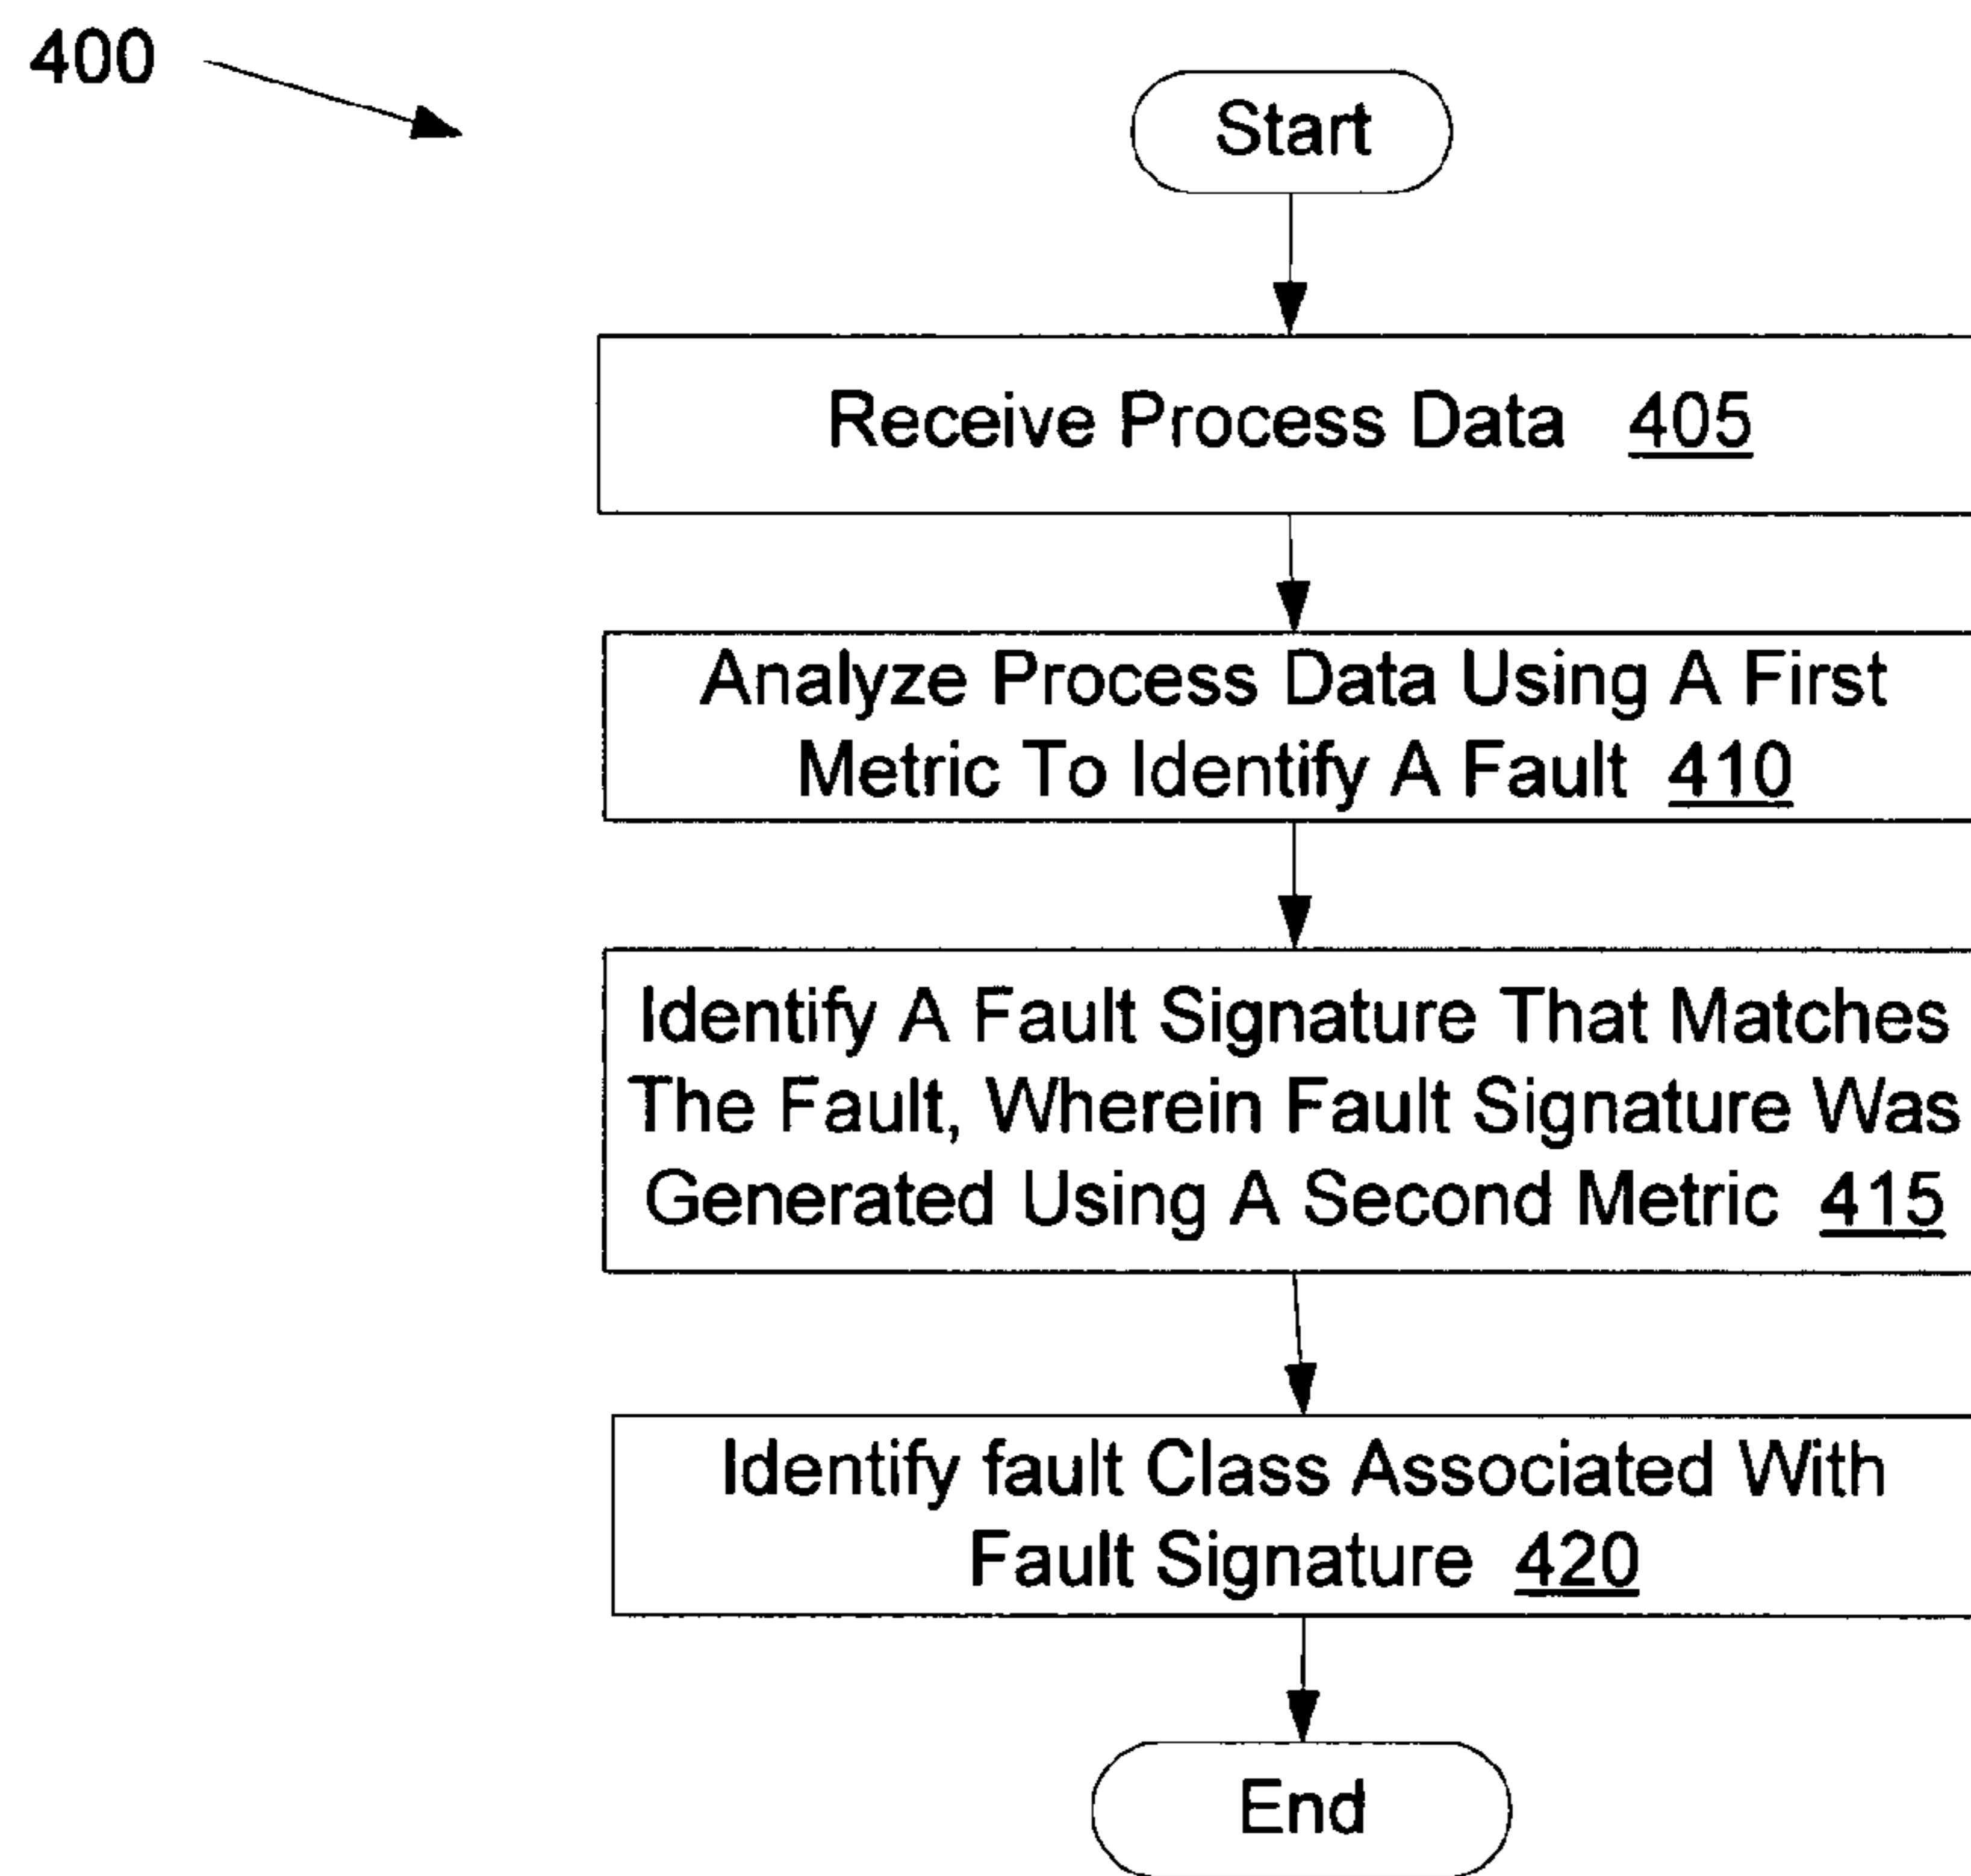 400
Start
Receive Process Data 405
Analyze Process Data Using A First
Metric To Identify A Fault 410
Identify A Fault Signature That Matches
The Fault, Wherein Fault Signature Was
Generated Using A Second Metric 415
Identify fault Class Associated With
Fault Signature 420
End